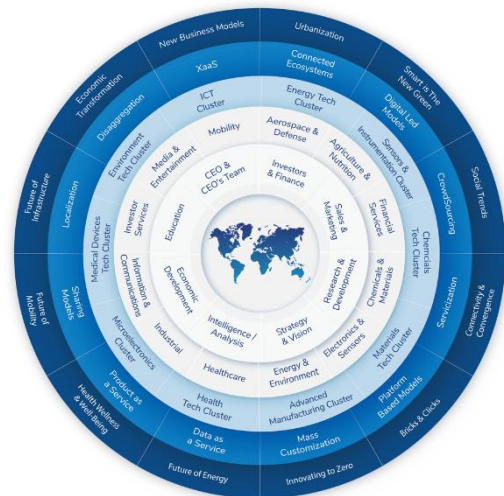 New Business Models
Urbanization
Smart is
The New Green
Social Trends
Connectivity &
Convergence
Bricks & Clicks
Innovating to Zero
Future of Energy
Health Wellness
& Well Being
Future of
Mobility
Future of
Infrastructure
Economic
Transformation
XaaS
Connected
Ecosystems
Digital Led
Models
CrowdSourcing
Servicization
Platform
Based Models
Mass
Customization
Data as
a Service
Product as
a Service
Sharing
Models
Localization
Disaggregation
ICT
Cluster
Energy Tech
Cluster
Sensors &
Instrumentation Cluster
Chemcials
Tech Cluster
Materials
Tech Cluster
Advanced
Manufacturing Cluster
Health
Tech Cluster
Microelectronics
Cluster
Medical Devices
Tech Cluster
Environment
Tech Cluster
Mobility
Aerospace &
Defense
Agriculture &
Nutrition
Financial
Services
Chemicals
& Materials
Electronics &
Sensors
Energy &
Environment
Healthcare
Industrial
Information &
Communications
Investor
Services
Media &
Entertainment
CEO &
CEO's Team
Investors
& Finance
Sales &
Marketing
Research &
Development
Strategy
& Vision
Intelligence /
Analysis
Economic
Development
Education